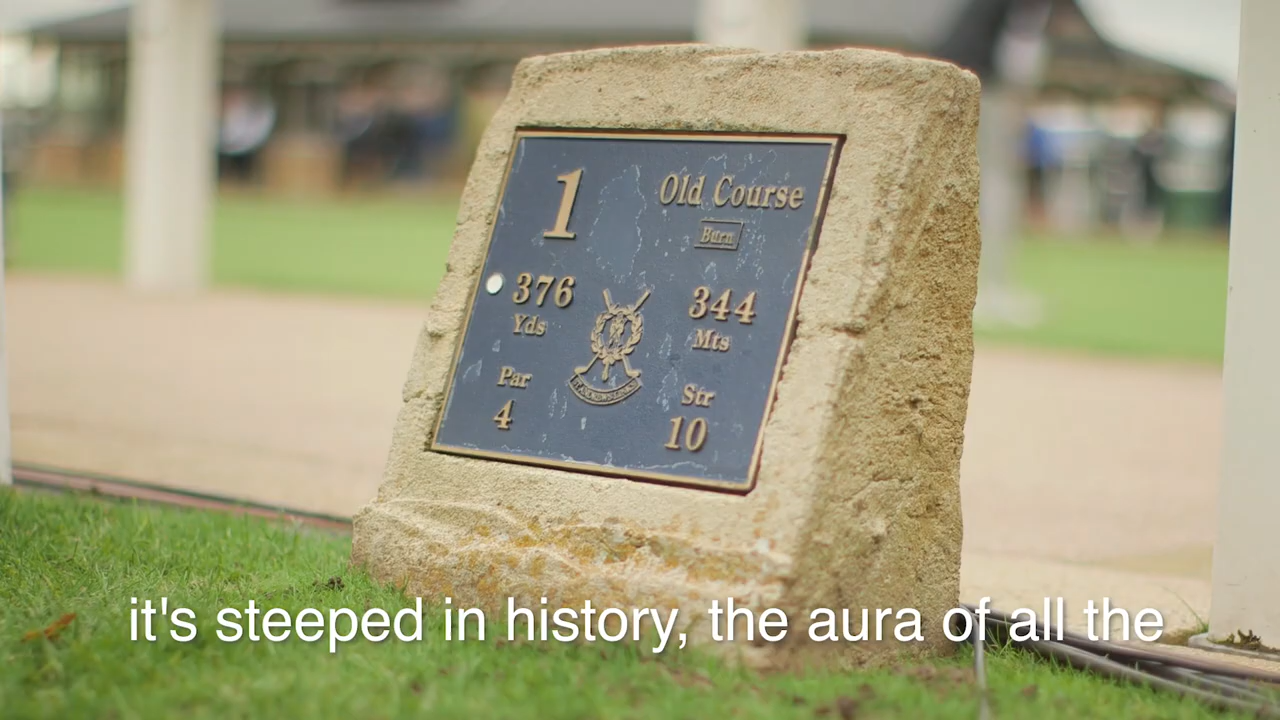 1
Old Course
Burn
376
Yds
344
Mts
Par
4
Str
10
it's steeped in history, the aura of all the